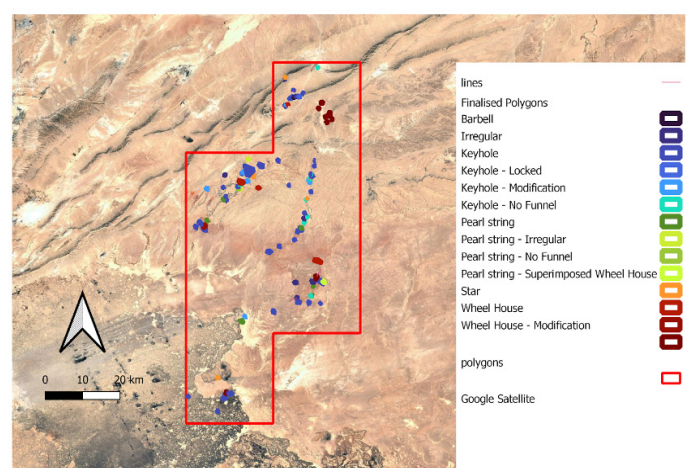 lines
Finalised Polygons
Barbell
Irregular
Keyhole
Keyhole - Locked
Keyhole - Modification
Keyhole - No Funnel
Pearl string
Pearl string - Irregular
Pearl string - No Funnel
Pearl string - Superimposed Wheel House
Star
Wheel House
Wheel House - Modification
polygons
Google Satellite
0 10 20 km